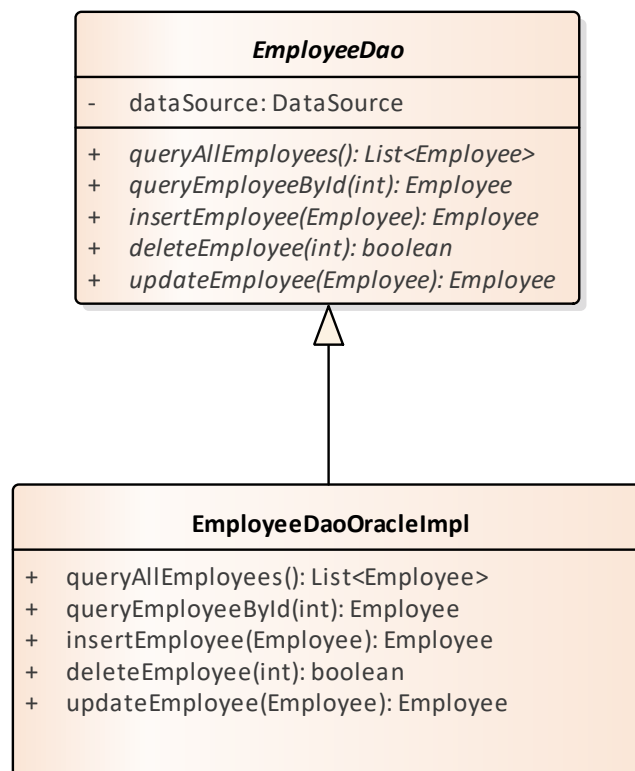 EmployeeDao
- dataSource: DataSource
+ queryAllEmployees(): List<Employee>
+ queryEmployeeById(int): Employee
+ insertEmployee(Employee): Employee
+ deleteEmployee(int): boolean
+ updateEmployee(Employee): Employee
EmployeeDaoOracleImpl
+ queryAllEmployees(): List<Employee>
+ queryEmployeeById(int): Employee
+ insertEmployee(Employee): Employee
+ deleteEmployee(int): boolean
+ updateEmployee(Employee): Employee